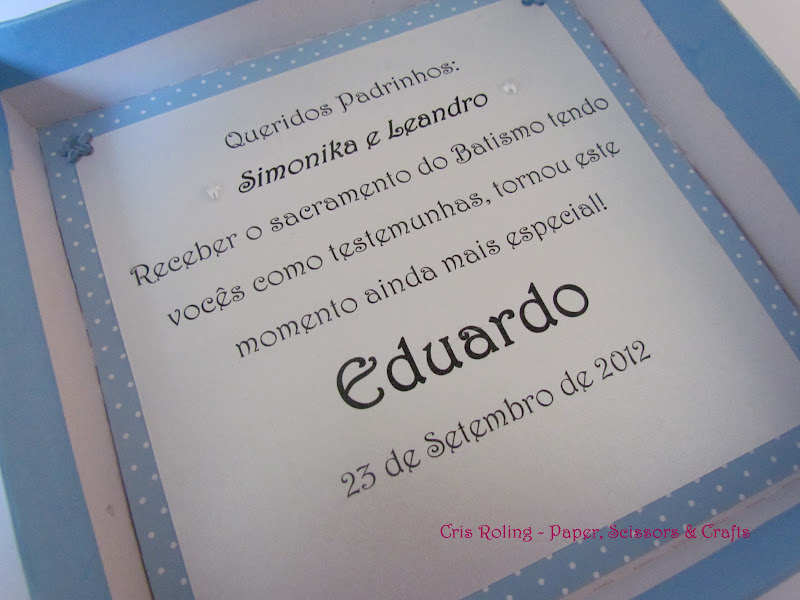 Queridos Padrinhos:
Simonika e Leandro
Receber o sacramento do Batismo tendo
vocês como testemunhas, tornou este
momento ainda mais especial!
Eduardo
23 de Setembro de 2012
Cris Roling - Paper, Scissors & Crafts